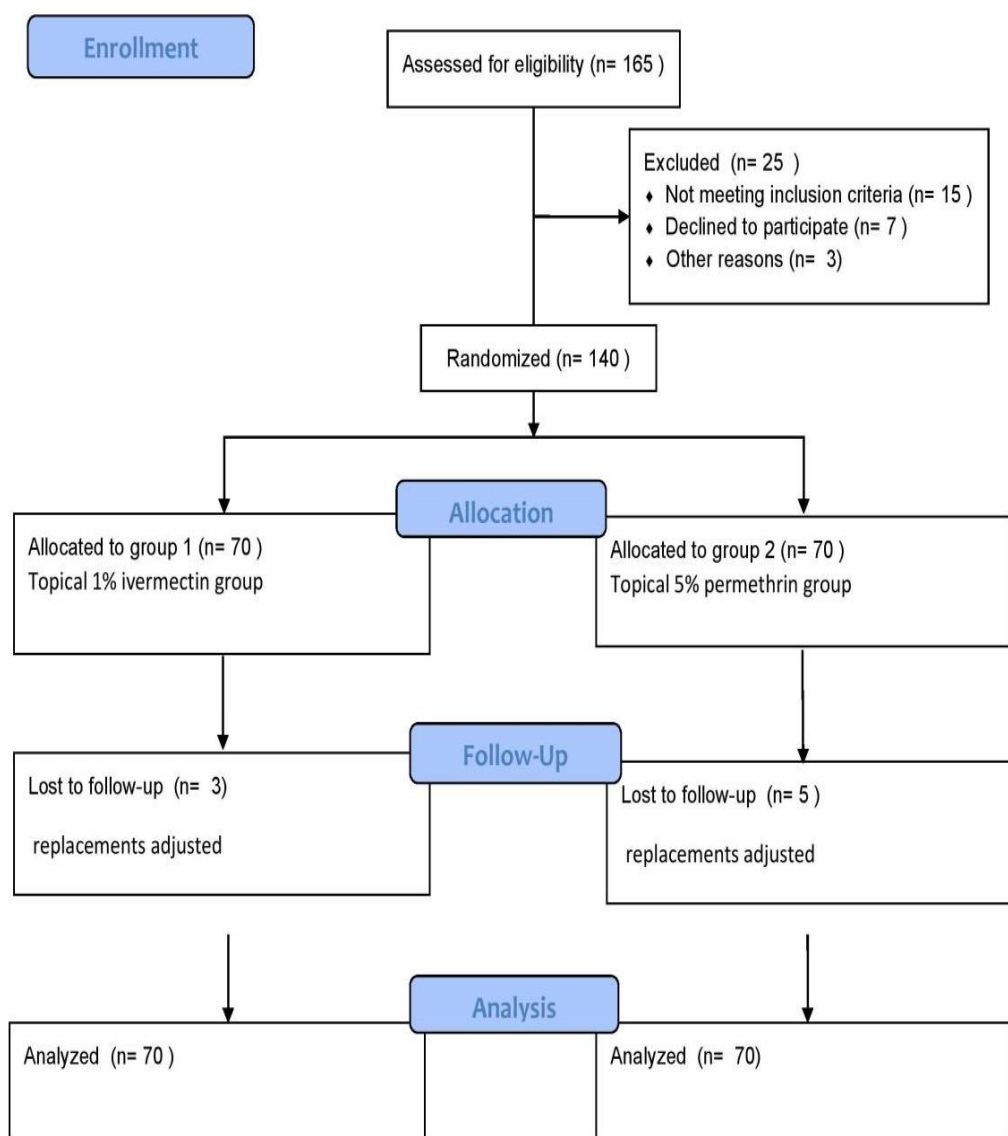 Enrollment
Assessed for eligibility (n= 165 )
Excluded (n= 25 )
♦ Not meeting inclusion criteria (n= 15 )
♦ Declined to participate (n= 7 )
♦ Other reasons (n= 3)
Randomized (n= 140 )
Allocation
Allocated to group 1 (n= 70 )
Topical 1% ivermectin group
Allocated to group 2 (n= 70 )
Topical 5% permethrin group
Follow-Up
Lost to follow-up (n= 3)
replacements adjusted
Lost to follow-up (n= 5 )
replacements adjusted
Analysis
Analyzed (n= 70 )
Analyzed (n= 70)